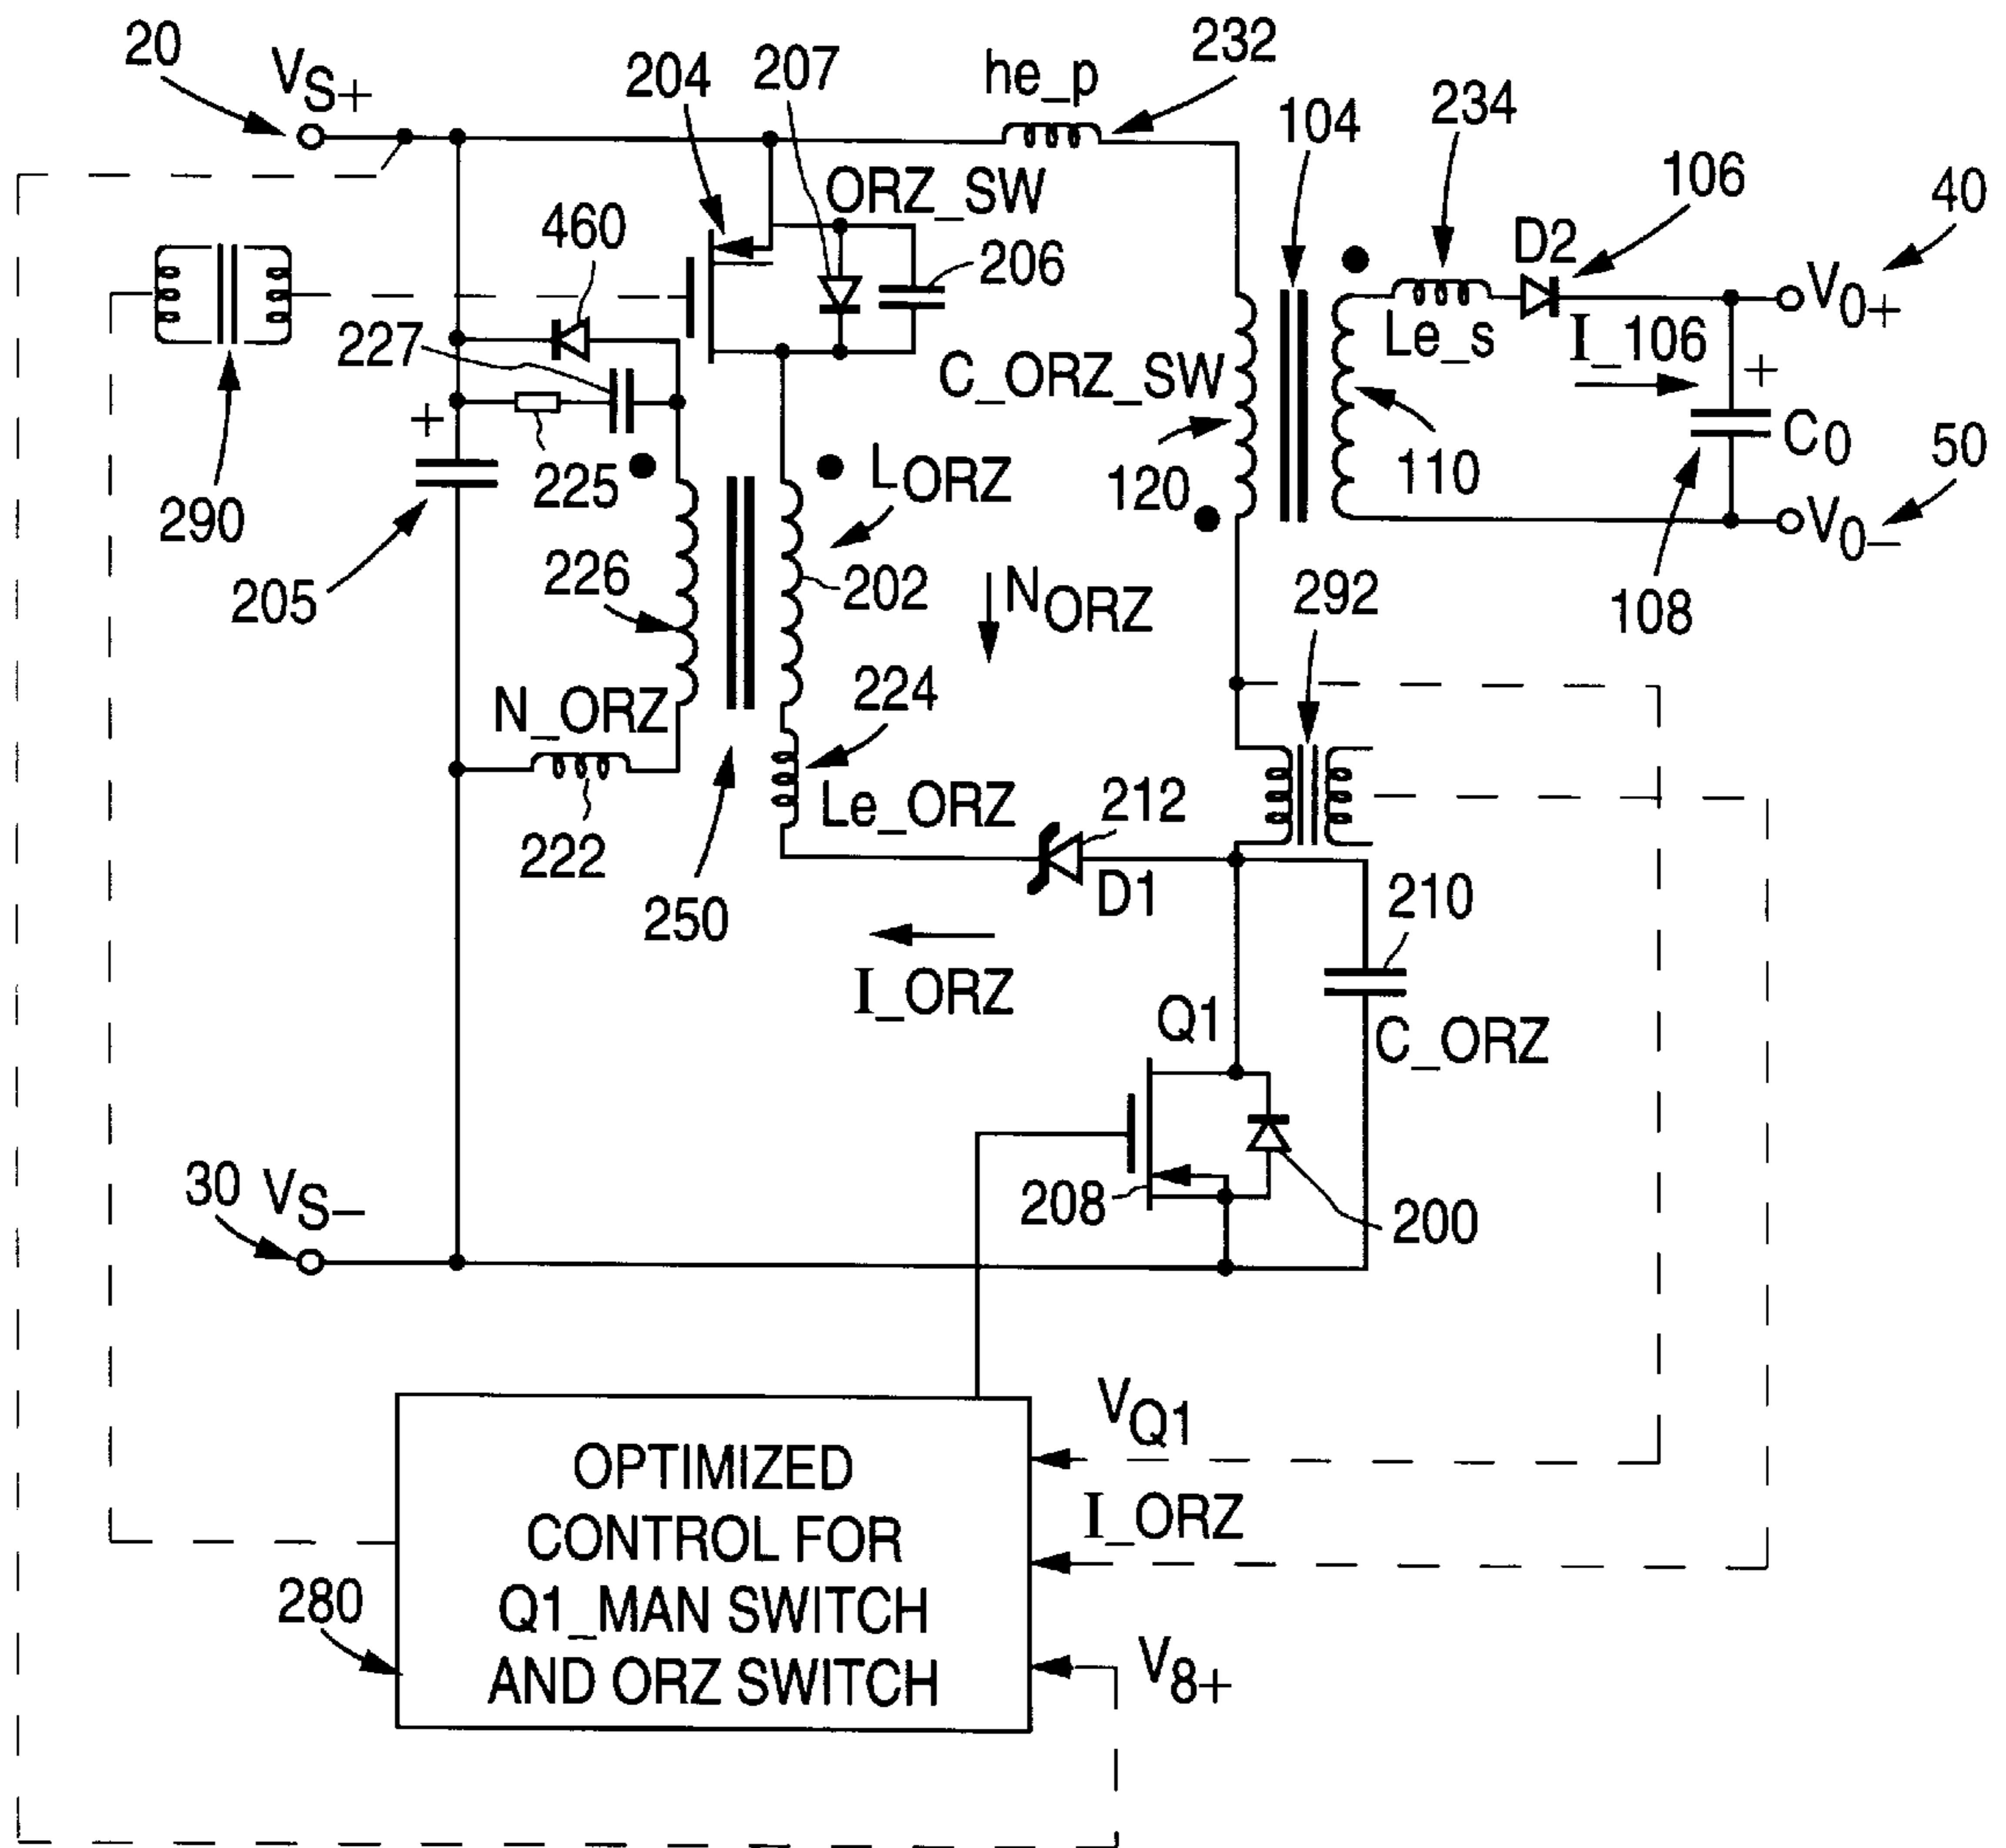 20
VS+
204
207
he_p
232
104
234
106
40
ORZ_SW
D2
460
206
V0+
Le_s
I_106
227
C_ORZ_SW
+
+
C0
50
225
LORZ
120
110
290
V0–
226
202
NORZ
292
205
108
N_ORZ
224
Le_ORZ
212
222
D1
210
250
I_ORZ
Q1
C_ORZ
30 VS–
208
200
VQ1
OPTIMIZED
CONTROL FOR
Q1_MAN SWITCH
AND ORZ SWITCH
I_ORZ
280
V8+